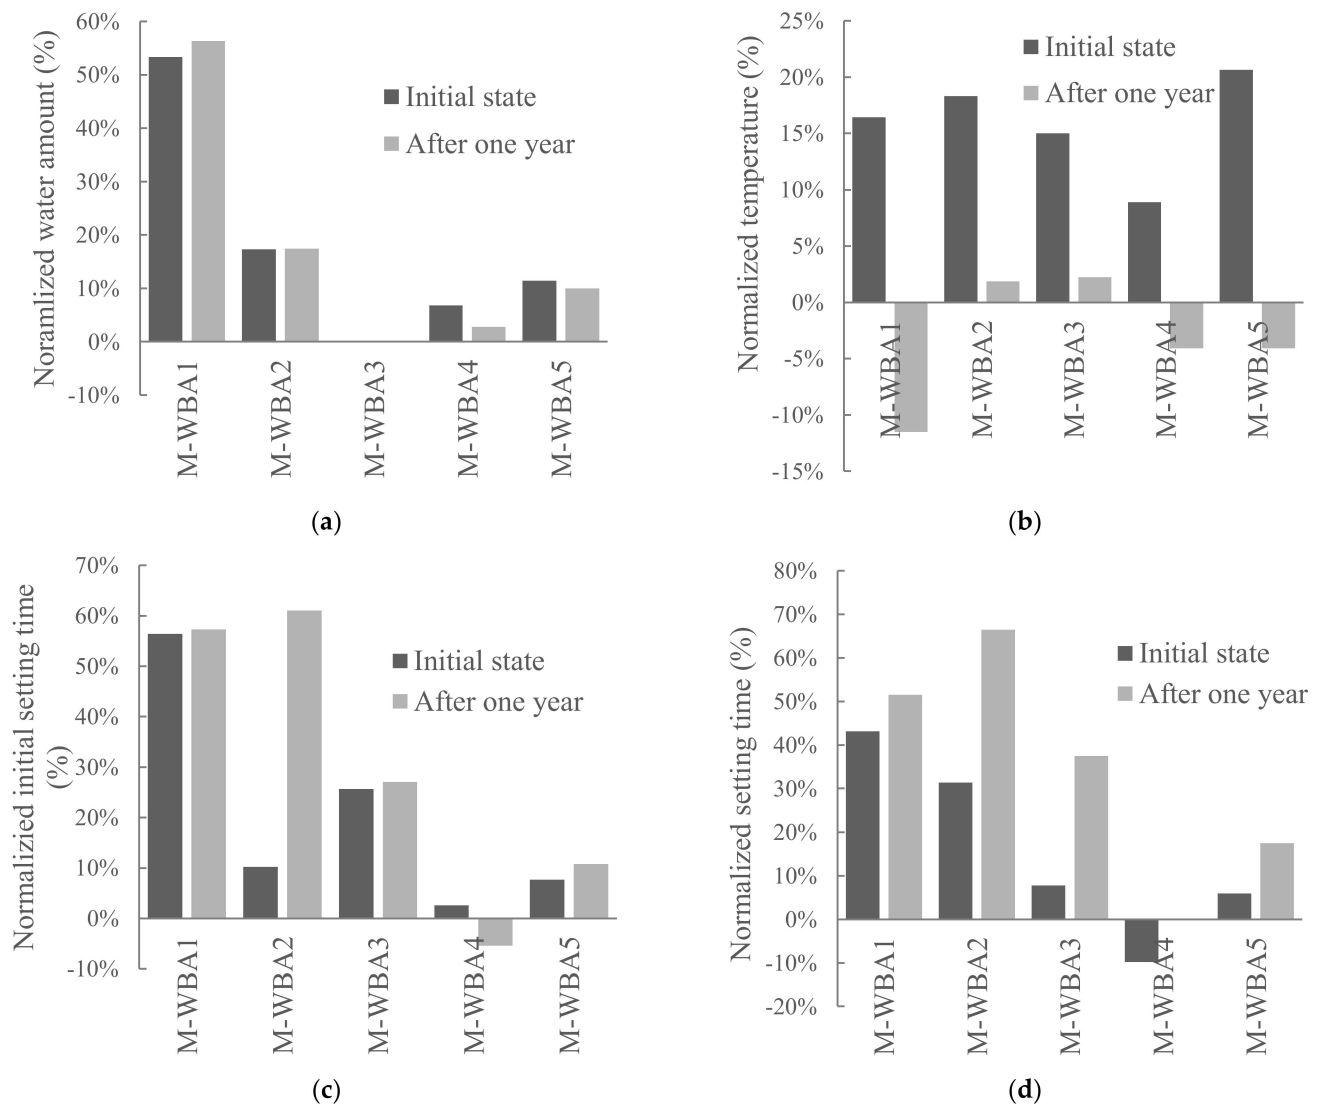 60%
50%
40%
30%
20%
10%
0%
-10%
Noramlized water amount (%)
Initial state
After one year
M-WBA1
M-WBA2
M-WBA3
M-WBA4
M-WBA5
(a)
25%
20%
15%
10%
5%
0%
-5%
-10%
-15%
Normalized temperature (%)
Initial state
After one year
M-WBA1
M-WBA2
M-WBA3
M-WBA4
M-WBA5
(b)
70%
60%
50%
40%
30%
20%
10%
0%
-10%
Normalizied initial setting time
(%)
Initial state
After one year
M-WBA1
M-WBA2
M-WBA3
M-WBA4
M-WBA5
(c)
80%
70%
60%
50%
40%
30%
20%
10%
0%
-10%
-20%
Normalized setting time (%)
Initial state
After one year
M-WBA1
M-WBA2
M-WBA3
M-WBA4
M-WBA5
(d)